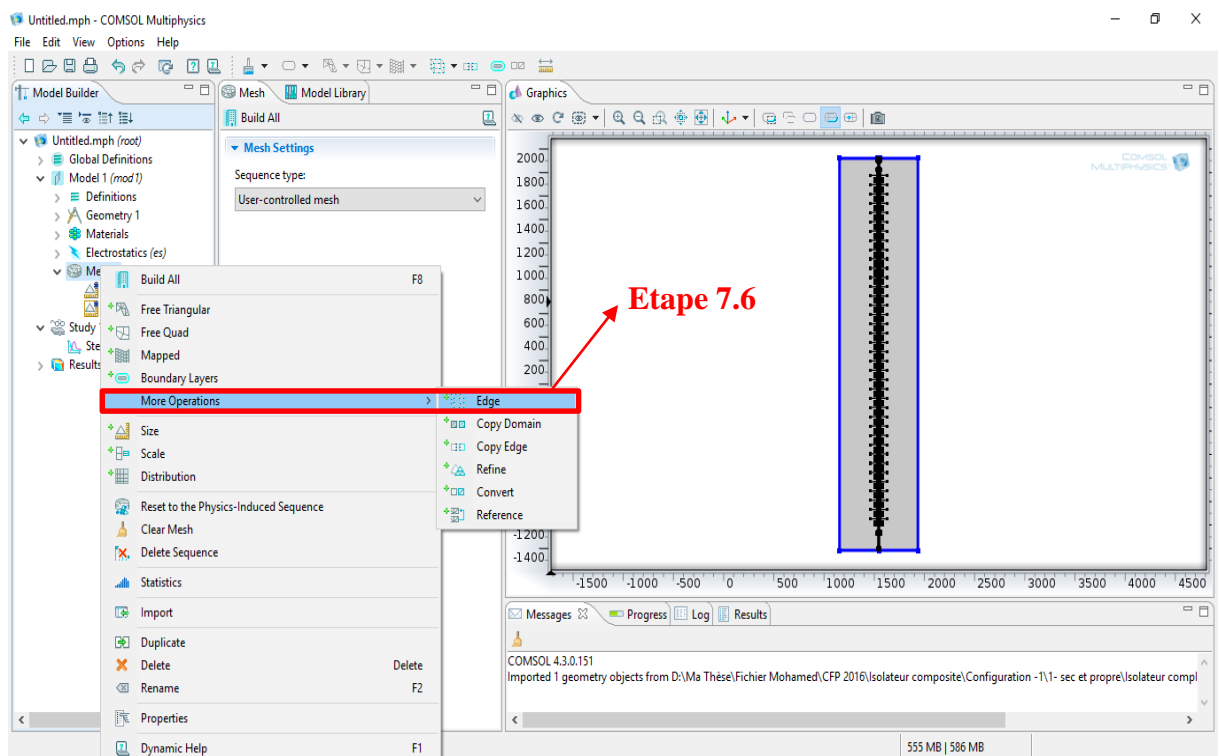 Untitled.mph - COMSOL Multiphysics
File Edit View Options Help
Model Builder
Mesh Model Library
Graphics
Untitled.mph (root)
Global Definitions
Model 1 (mod1)
Definitions
Geometry 1
Materials
Electrostatics (es)
Me
Study
Ste
Results
Build All
Mesh Settings
Sequence type:
User-controlled mesh
Build All F8
Free Triangular
Free Quad
Mapped
Boundary Layers
More Operations
Size
Scale
Distribution
Reset to the Physics-Induced Sequence
Clear Mesh
Delete Sequence
Statistics
Import
Duplicate
Delete Delete
Rename F2
Properties
Dynamic Help F1
Edge
Copy Domain
Copy Edge
Refine
Convert
Reference
Etape 7.6
COMSOL
MULTIPHYSICS
2000
1800
1600
1400
1200
1000
800
600
400
200
-1200
-1400
-1500 -1000 -500 0 500 1000 1500 2000 2500 3000 3500 4000 4500
Messages Progress Log Results
COMSOL 4.3.0.151
Imported 1 geometry objects from D:\Ma Thèse\Fichier Mohamed\CFP 2016\Isolateur composite\Configuration -1\1- sec et propre\Isolateur compl
555 MB | 586 MB